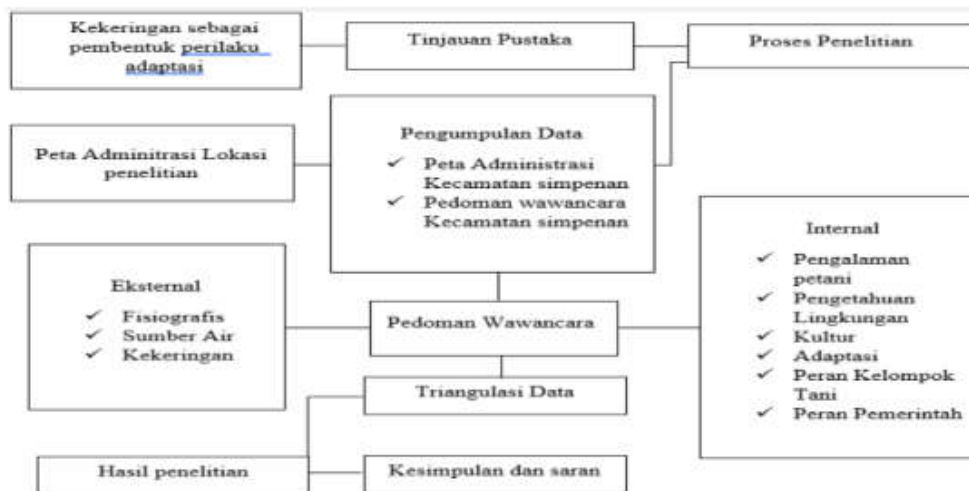 Kekeringan sebagai
pembentuk perilaku
adaptasi
Tinjauan Pustaka
Proses Penelitian
Peta Adminitrasi Lokasi
penelitian
Pengumpulan Data
✓ Peta Administrasi
Kecamatan simpenan
✓ Pedoman wawancara
Kecamatan simpenan
Eksternal
✓ Fisiografis
✓ Sumber Air
✓ Kekeringan
Pedoman Wawancara
Internal
✓ Pengalaman
petani
✓ Pengetahuan
Lingkungan
✓ Kultur
✓ Adaptasi
✓ Peran Kelompok
Tani
✓ Peran Pemerintah
Triangulasi Data
Hasil penelitian
Kesimpulan dan saran